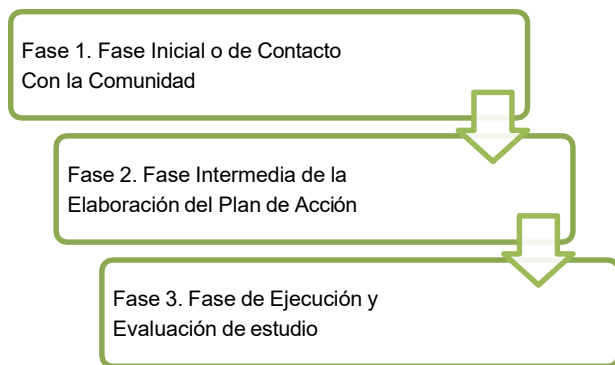 Fase 1. Fase Inicial o de Contacto
Con la Comunidad
Fase 2. Fase Intermedia de la
Elaboración del Plan de Acción
Fase 3. Fase de Ejecución y
Evaluación de estudio